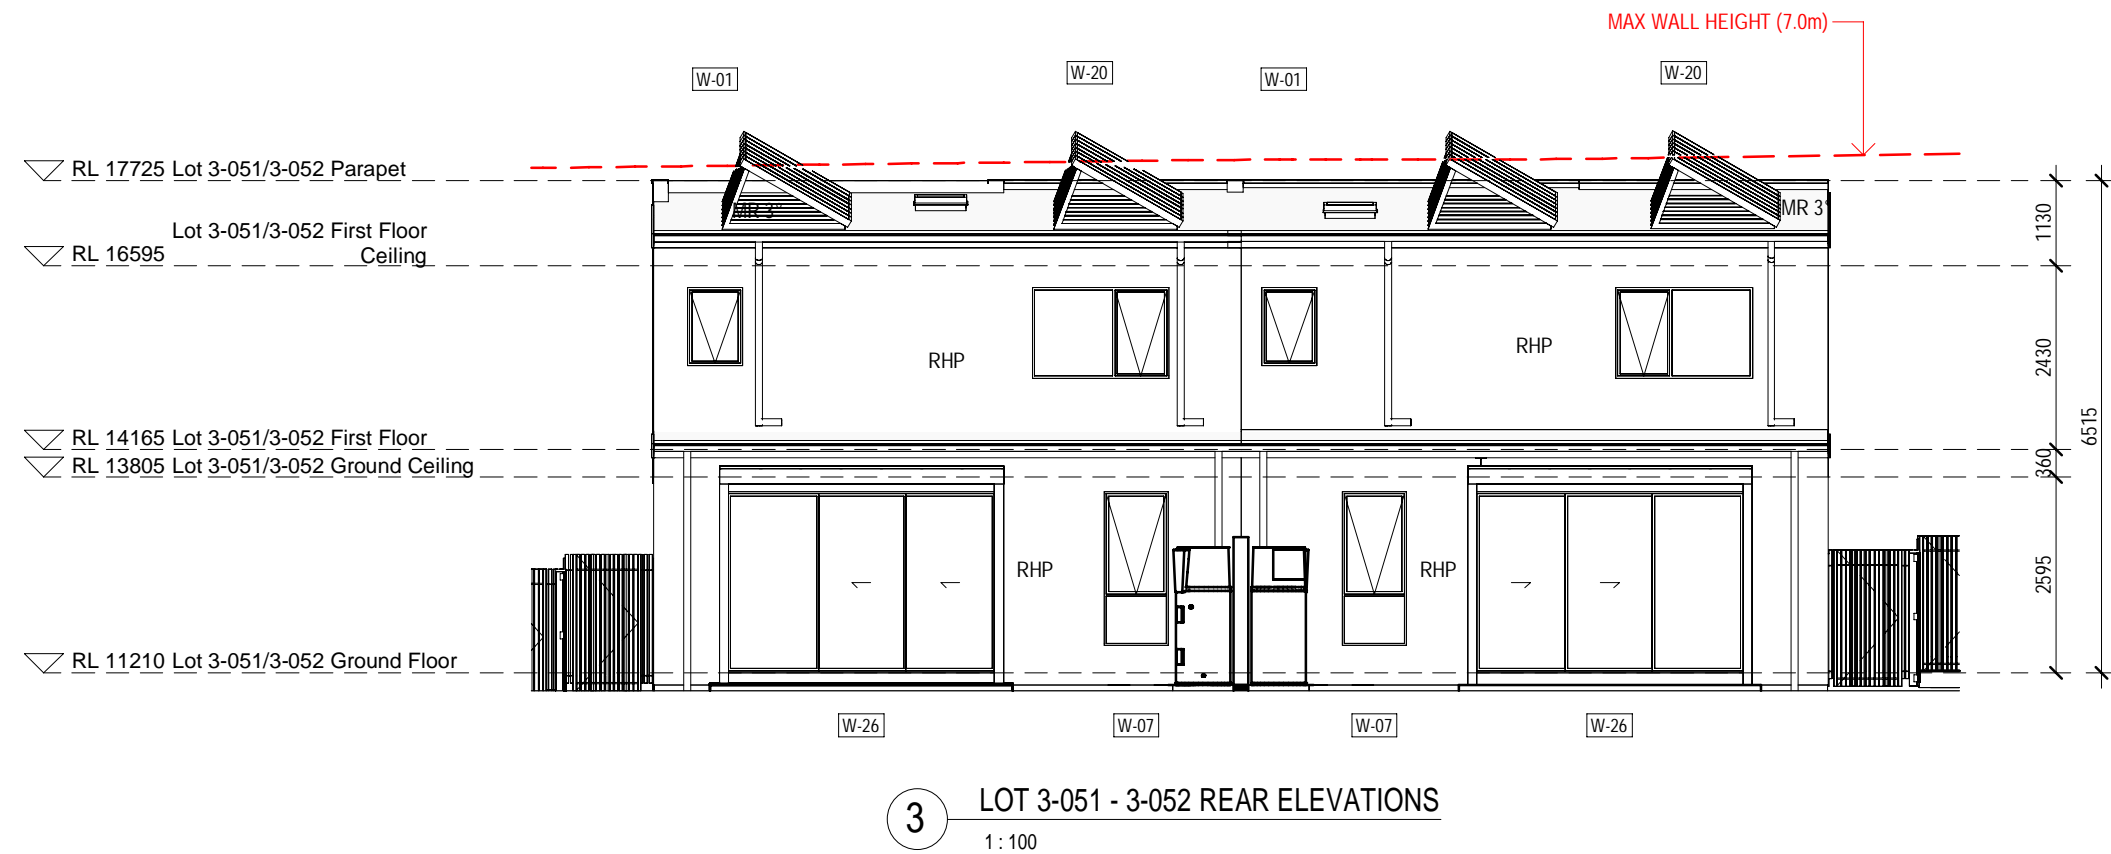 MAX WALL HEIGHT (7.0m)
W-01
W-20
W-01
W-20
RL 17725 Lot 3-051/3-052 Parapet
MR 3°
MR 3°
1130
Lot 3-051/3-052 First Floor
RL 16595 Ceiling
RHP
RHP
2430
6515
RL 14165 Lot 3-051/3-052 First Floor
RL 13805 Lot 3-051/3-052 Ground Ceiling
360
RHP
RHP
2595
RL 11210 Lot 3-051/3-052 Ground Floor
W-26
W-07
W-07
W-26
3
LOT 3-051 - 3-052 REAR ELEVATIONS
1 : 100